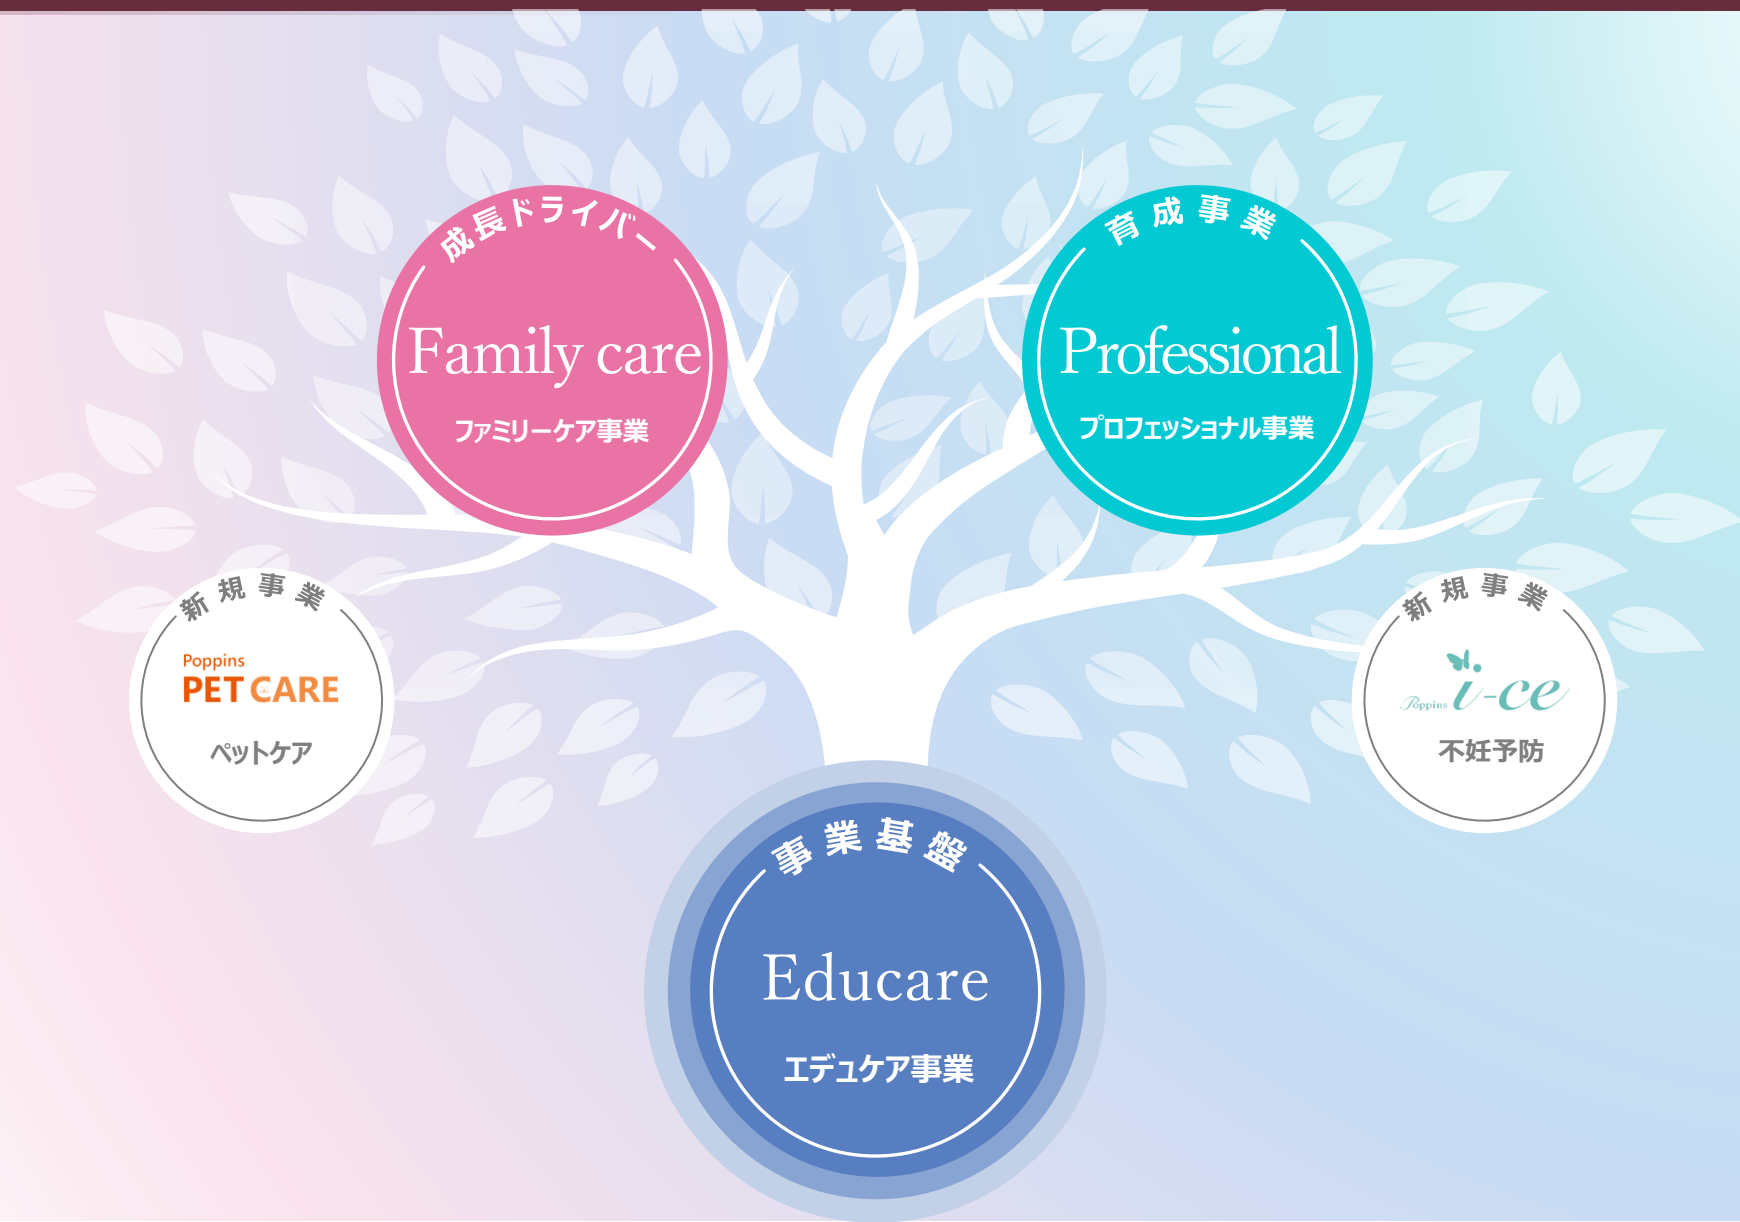 成長ドライバー
Family care
ファミリーケア事業
育成事業
Professional
プロフェッショナル事業
新規事業
Poppins
PET CARE
ペットケア
新規事業
Poppins i-ce
不妊予防
事業基盤
Educare
エデュケア事業